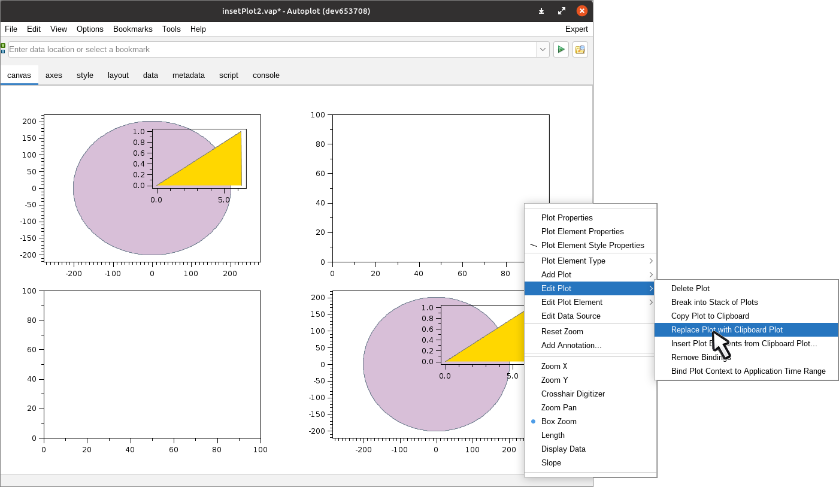 insetPlot2.vap* - Autoplot (dev653708)
File Edit View Options Bookmarks Tools Help Expert
Enter data location or select a bookmark
canvas axes style layout data metadata script console
200
150
100
50
0
-50
-100
-150
-200
-200 -100 0 100 200
1.0
0.8
0.6
0.4
0.2
0.0
0.0 5.0
100
80
60
40
20
0
0 20 40 60 80
100
80
60
40
20
0
0 20 40 60 80 100
200
150
100
50
0
-50
-100
-150
-200
-200 -100 0 100 200
1.0
0.8
0.6
0.4
0.2
0.0
0.0 5.0
Plot Properties
Plot Element Properties
Plot Element Style Properties
Plot Element Type
Add Plot
Edit Plot
Edit Plot Element
Edit Data Source
Reset Zoom
Add Annotation...
Zoom X
Zoom Y
Crosshair Digitizer
Zoom Pan
Box Zoom
Length
Display Data
Slope
Delete Plot
Break into Stack of Plots
Copy Plot to Clipboard
Replace Plot with Clipboard Plot
Insert Plot from Clipboard Plot...
Remove Bindings
Bind Plot Context to Application Time Range